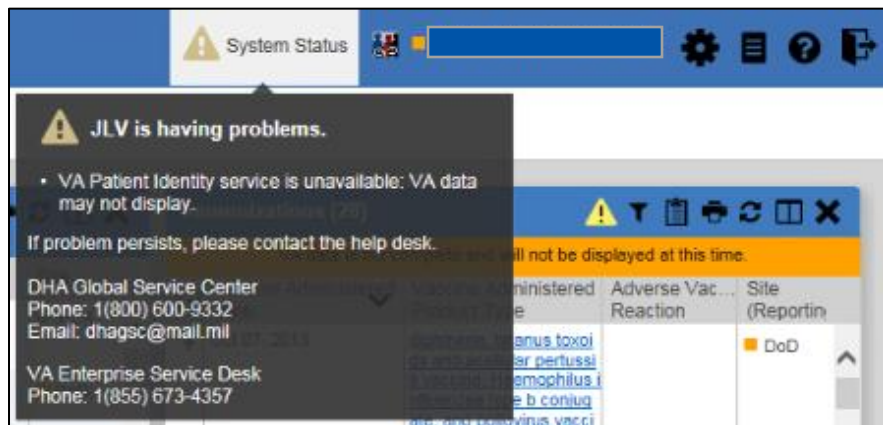 System Status
JLV is having problems.
• VA Patient Identity service is unavailable: VA data
may not display.
If problem persists, please contact the help desk.
DHA Global Service Center
Phone: 1(800) 600-9332
Email: dhagsc@mail.mil
VA Enterprise Service Desk
Phone: 1(855) 673-4357
will not be displayed at this time.
Administered
Adverse Vac...
Reaction
Site
(Reportin
DoD